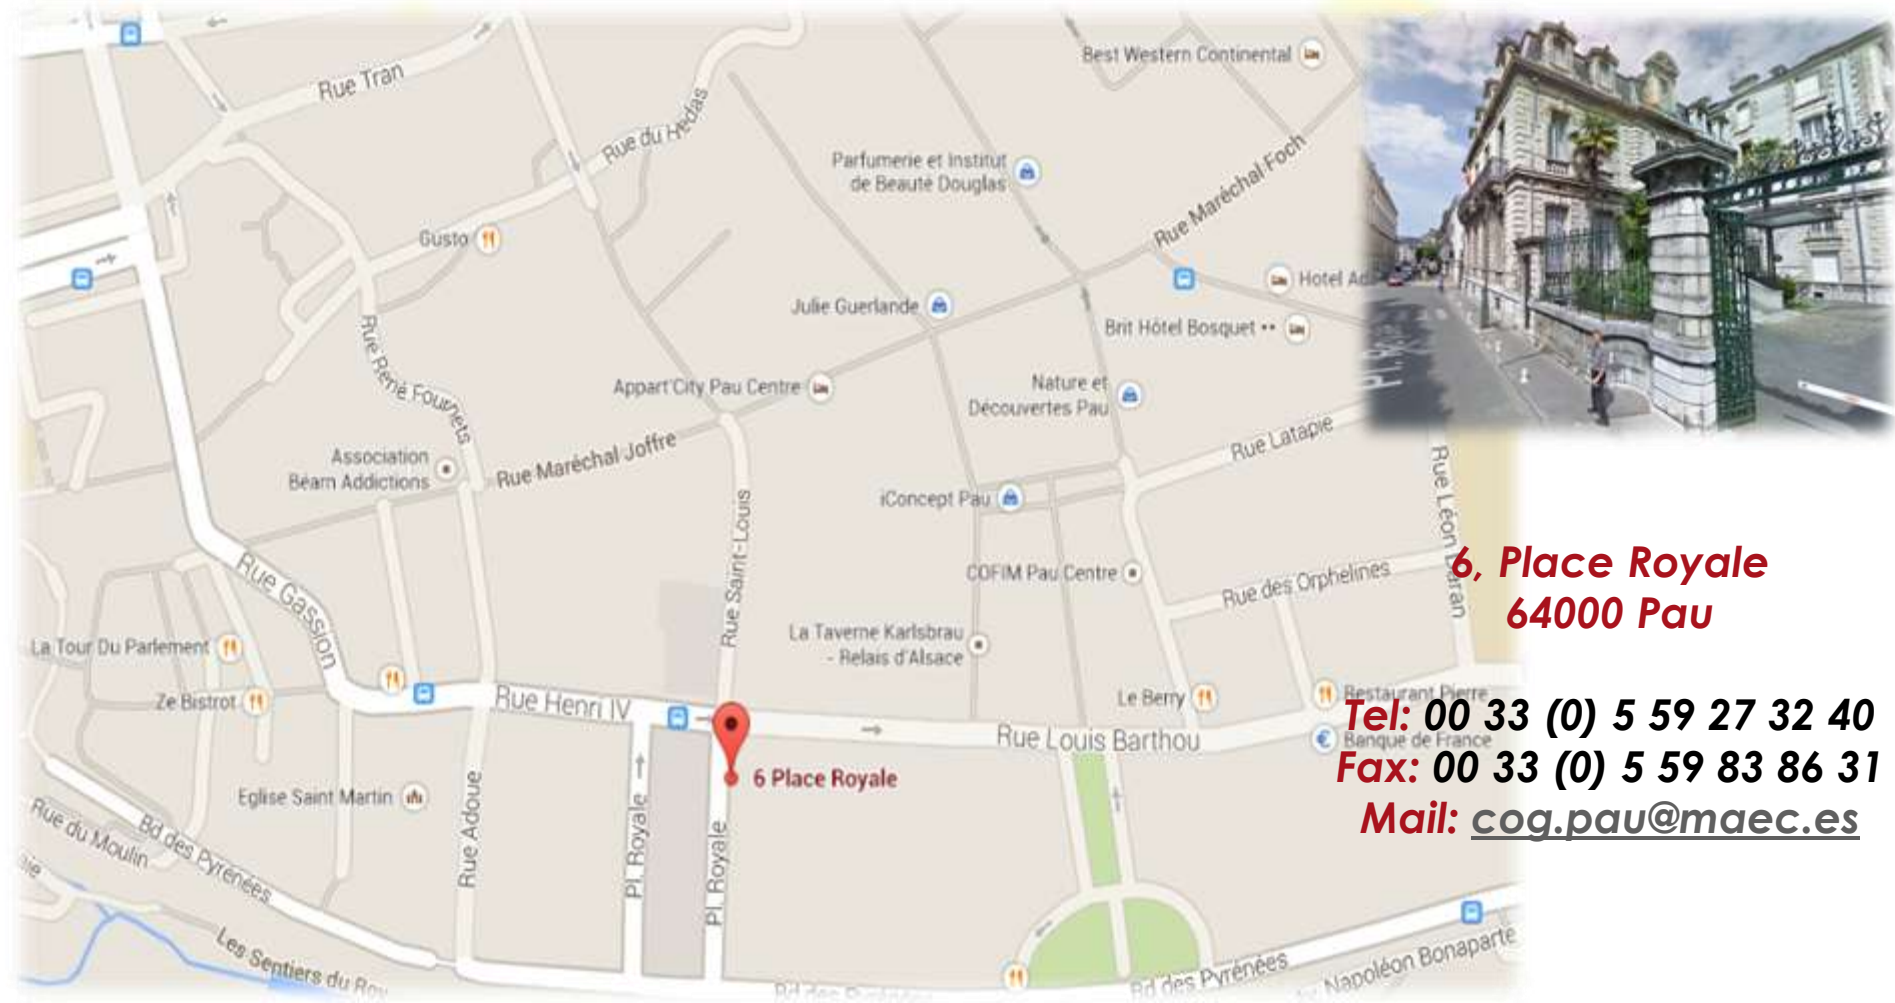 Best Western Continental
Rue Tran
Rue du Hédas
Parfumerie et Institut
de Beauté Douglas
Rue Maréchal Foch
Gusto
Hotel Ad
Julie Guerlande
Brit Hôtel Bosquet ••
Rue René Fournets
Appart'City Pau Centre
Nature et
Découvertes Pau
Rue Latapie
Rue Maréchal Joffre
Association
Béarn Addictions
iConcept Pau
Rue Saint-Louis
Rue Léon Daran
Rue Gassion
COFIM Pau Centre
Rue des Orphelines
6, Place Royale
64000 Pau
La Taverne Karlsbrau
- Relais d'Alsace
La Tour Du Parlement
Ze Bistrot
Rue Henri IV
Le Berry
Restaurant Pierre
Tel: 00 33 (0) 5 59 27 32 40
Rue Louis Barthou
Banque de France
Fax: 00 33 (0) 5 59 83 86 31
6 Place Royale
Eglise Saint Martin
Mail: cog.pau@maec.es
Rue du Moulin
Bd des Pyrénées
Rue Adoue
Pl. Royale
Pl. Royale
Les Sentiers du Roy
Bd des Pyrénées
Bd des Pyrénées
Napoléon Bonaparte